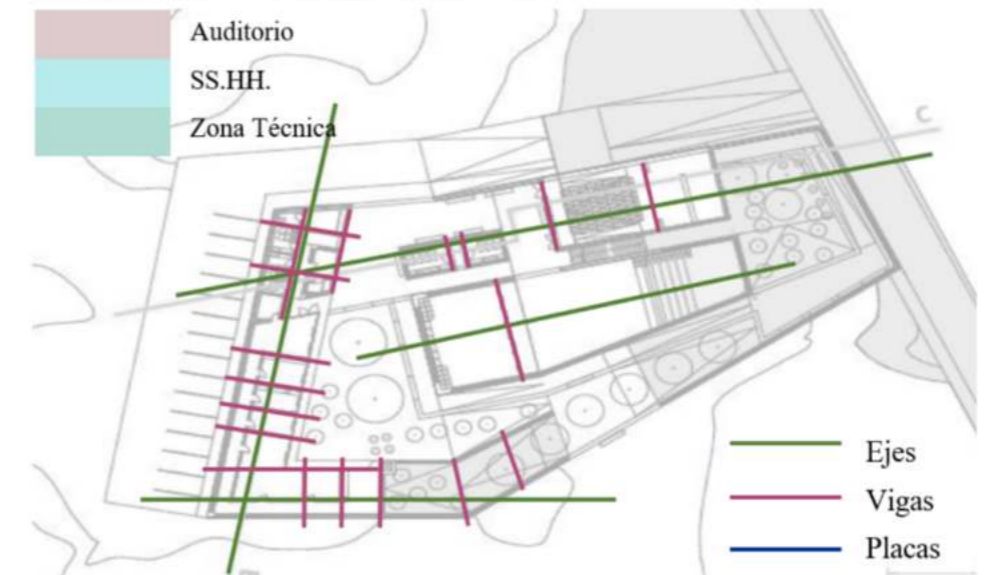 Auditorio
SS.HH.
Zona Técnica
C
Ejes
Vigas
Placas